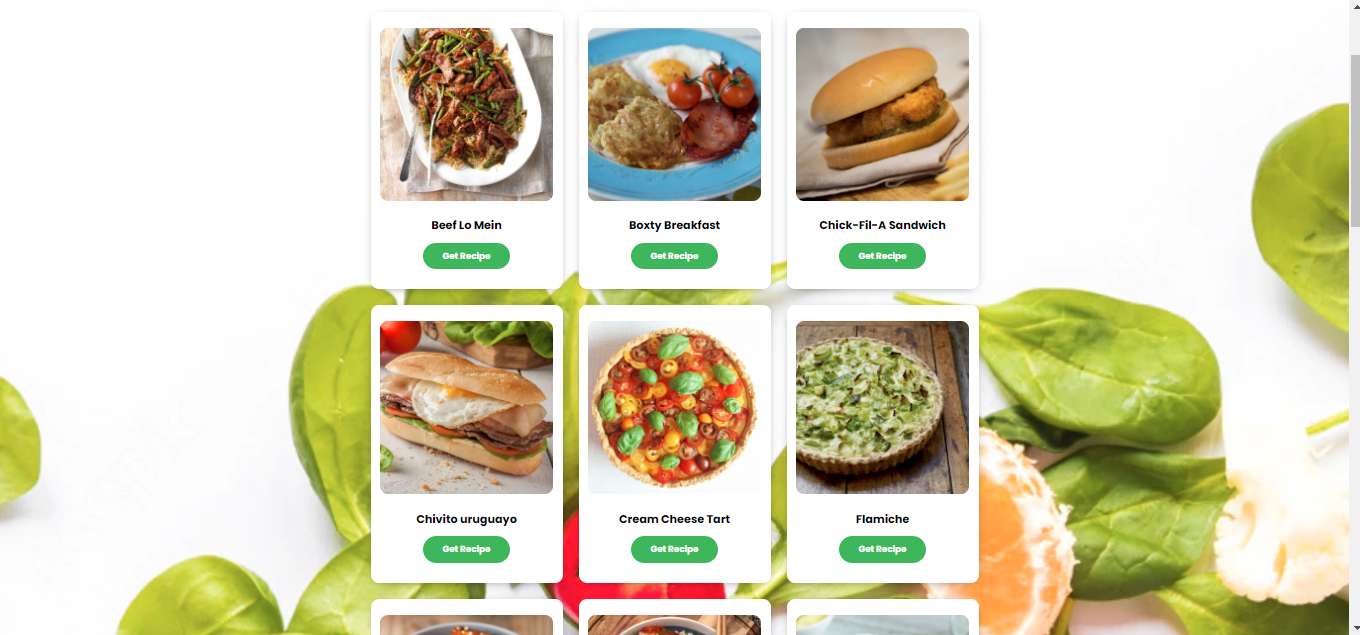 Beef Lo Mein
Boxty Breakfast
Chick-Fil-A Sandwich
Get Recipe
Get Recipe
Get Recipe
Chivito uruguayo
Cream Cheese Tart
Flamiche
Get Recipe
Get Recipe
Get Recipe